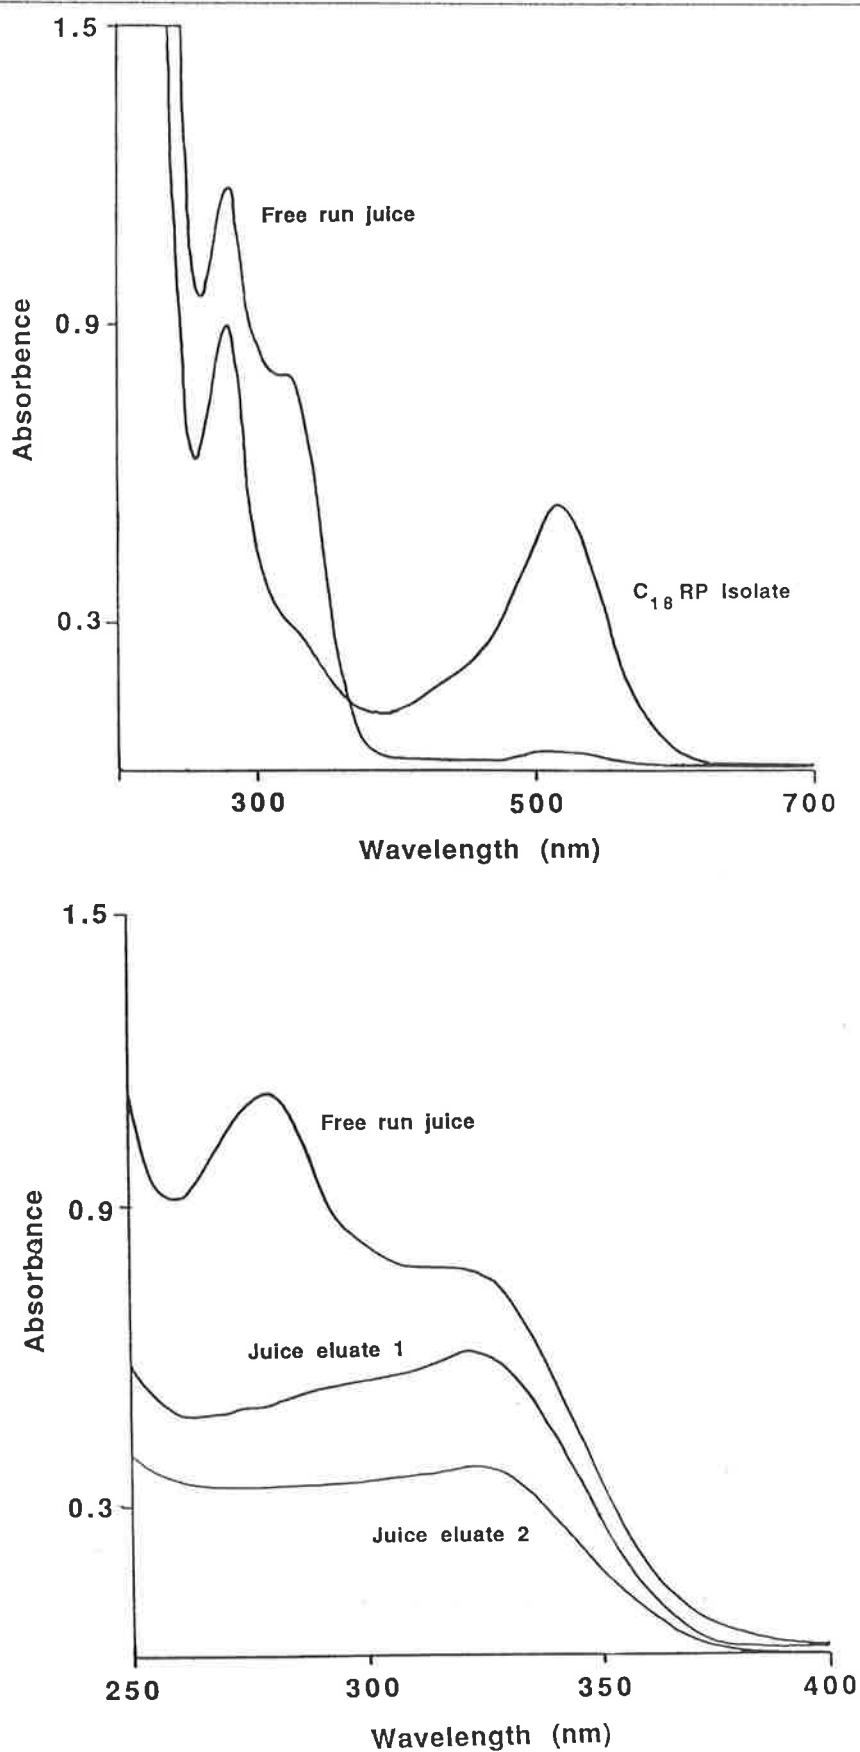 1.5
Free run juice
0.9
Absorbence
C18 RP isolate
0.3
300 500 700
Wavelength (nm)
1.5
Free run juice
0.9
Absorbance
Juice eluate 1
0.3
Juice eluate 2
250 300 350 400
Wavelength (nm)